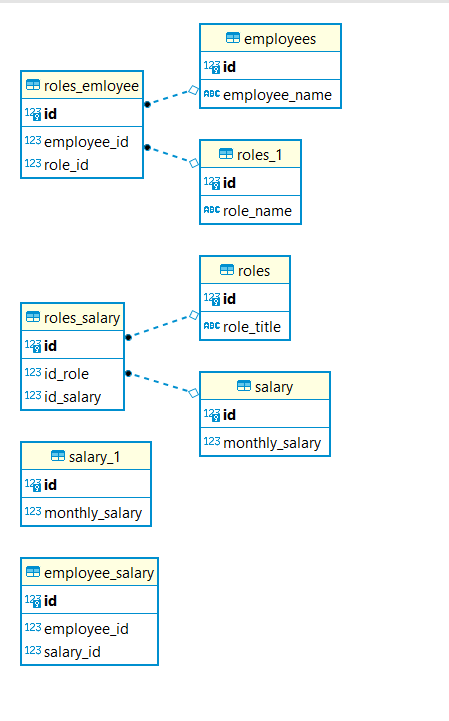 employees
123 id
ABC employee_name
roles_emloyee
123 id
123 employee_id
123 role_id
roles_1
123 id
ABC role_name
roles
123 id
ABC role_title
roles_salary
123 id
123 id_role
123 id_salary
salary
123 id
123 monthly_salary
salary_1
123 id
123 monthly_salary
employee_salary
123 id
123 employee_id
123 salary_id